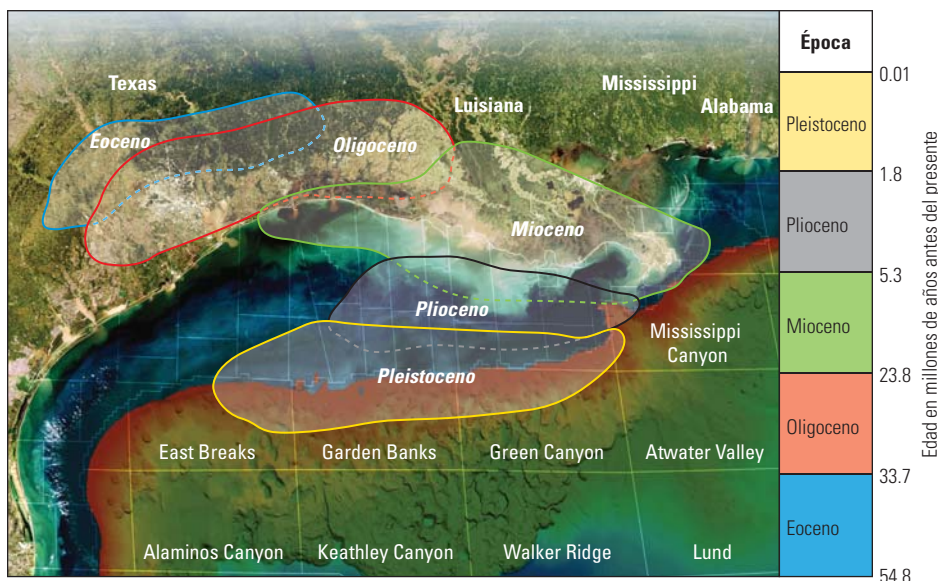 Texas
Luisiana
Mississippi
Alabama
Eoceno
Oligoceno
Mioceno
Plioceno
Pleistoceno
Mississippi
Canyon
East Breaks
Garden Banks
Green Canyon
Atwater Valley
Alaminos Canyon
Keathley Canyon
Walker Ridge
Lund
Época
0.01
Pleistoceno
1.8
Plioceno
5.3
Mioceno
23.8
Oligoceno
33.7
Eoceno
54.8
Edad en millones de años antes del presente